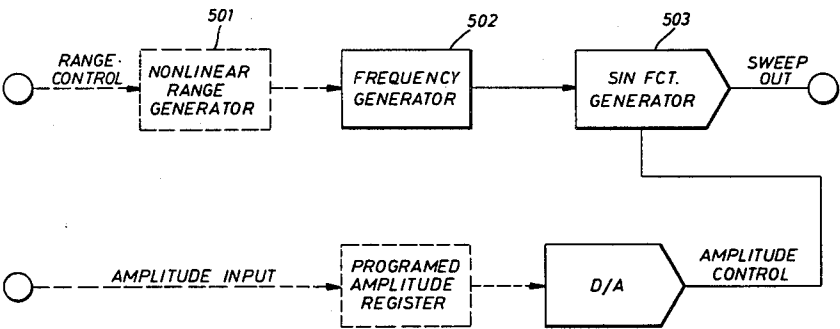 501
502
503
RANGE-
CONTROL
NONLINEAR
RANGE
GENERATOR
FREQUENCY
GENERATOR
SIN FCT.
GENERATOR
SWEEP
OUT
AMPLITUDE INPUT
PROGRAMED
AMPLITUDE
REGISTER
D/A
AMPLITUDE
CONTROL